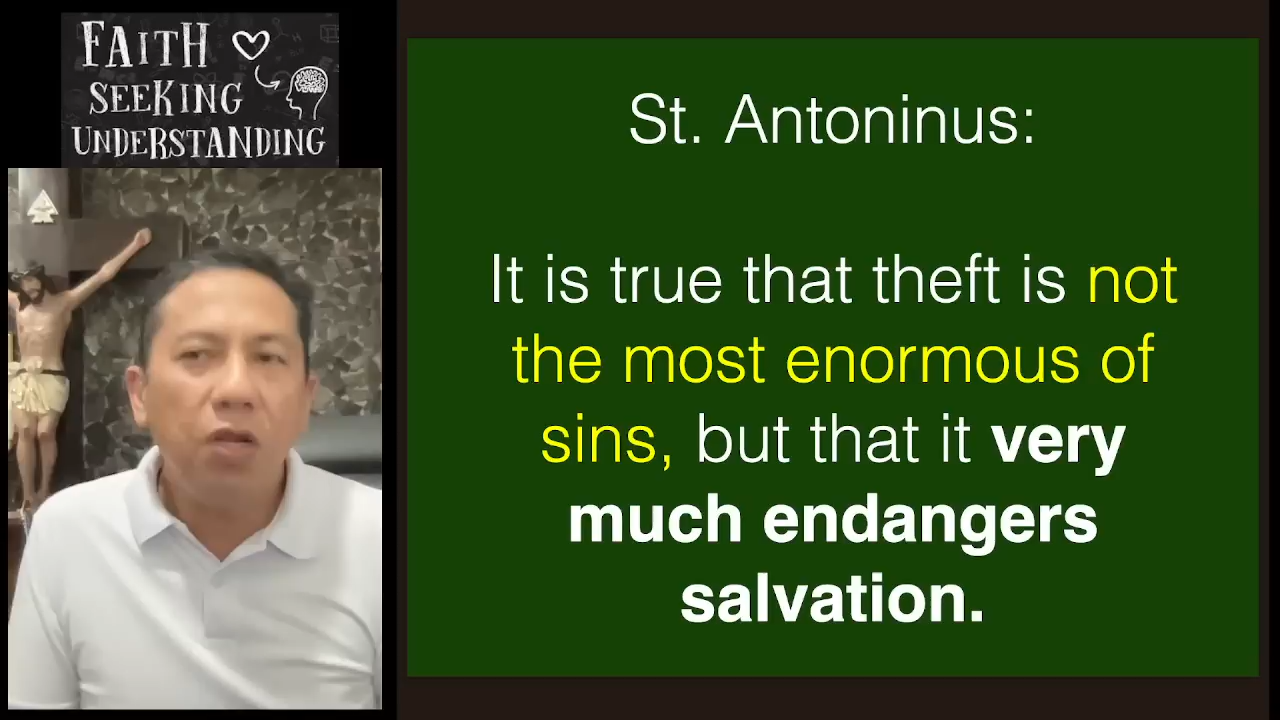 FAITH
SEEKING
UNDERSTANDING
St. Antoninus:
It is true that theft is not
the most enormous of
sins, but that it very
much endangers
salvation.